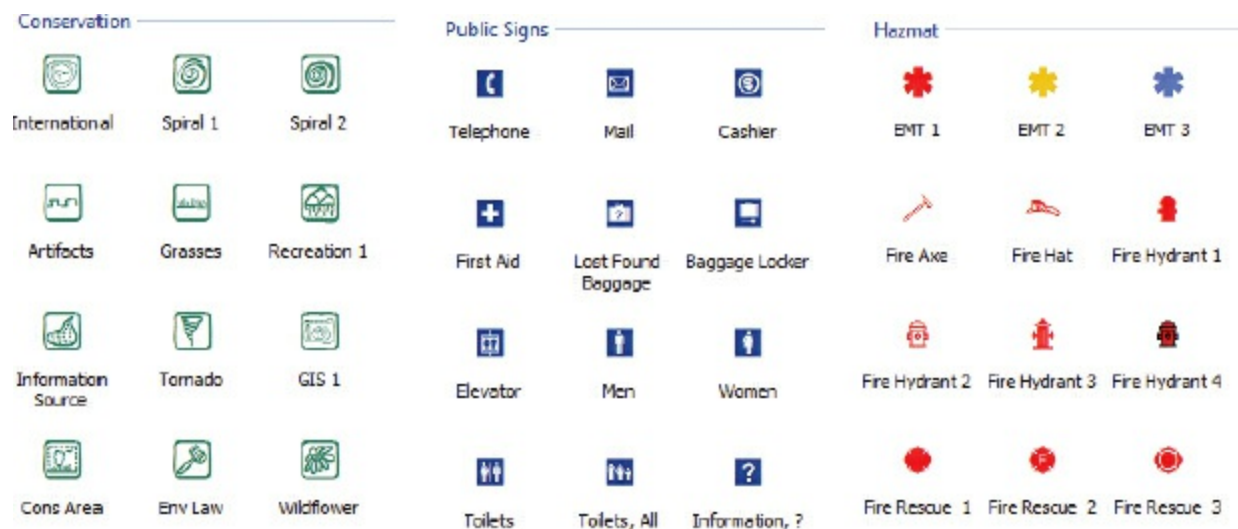 Conservation
International
Spiral 1
Spiral 2
Artifacts
Grasses
Recreation 1
Information
Source
Tornado
GIS 1
Cons Area
Env Law
Wildflower
Public Signs
Telephone
Mail
Cashier
First Aid
Lost Found
Baggage
Baggage Locker
Elevator
Men
Women
Toilets
Toilets, All
Information, ?
Hazmat
EMT 1
EMT 2
EMT 3
Fire Axe
Fire Hat
Fire Hydrant 1
Fire Hydrant 2
Fire Hydrant 3
Fire Hydrant 4
Fire Rescue 1
Fire Rescue 2
Fire Rescue 3